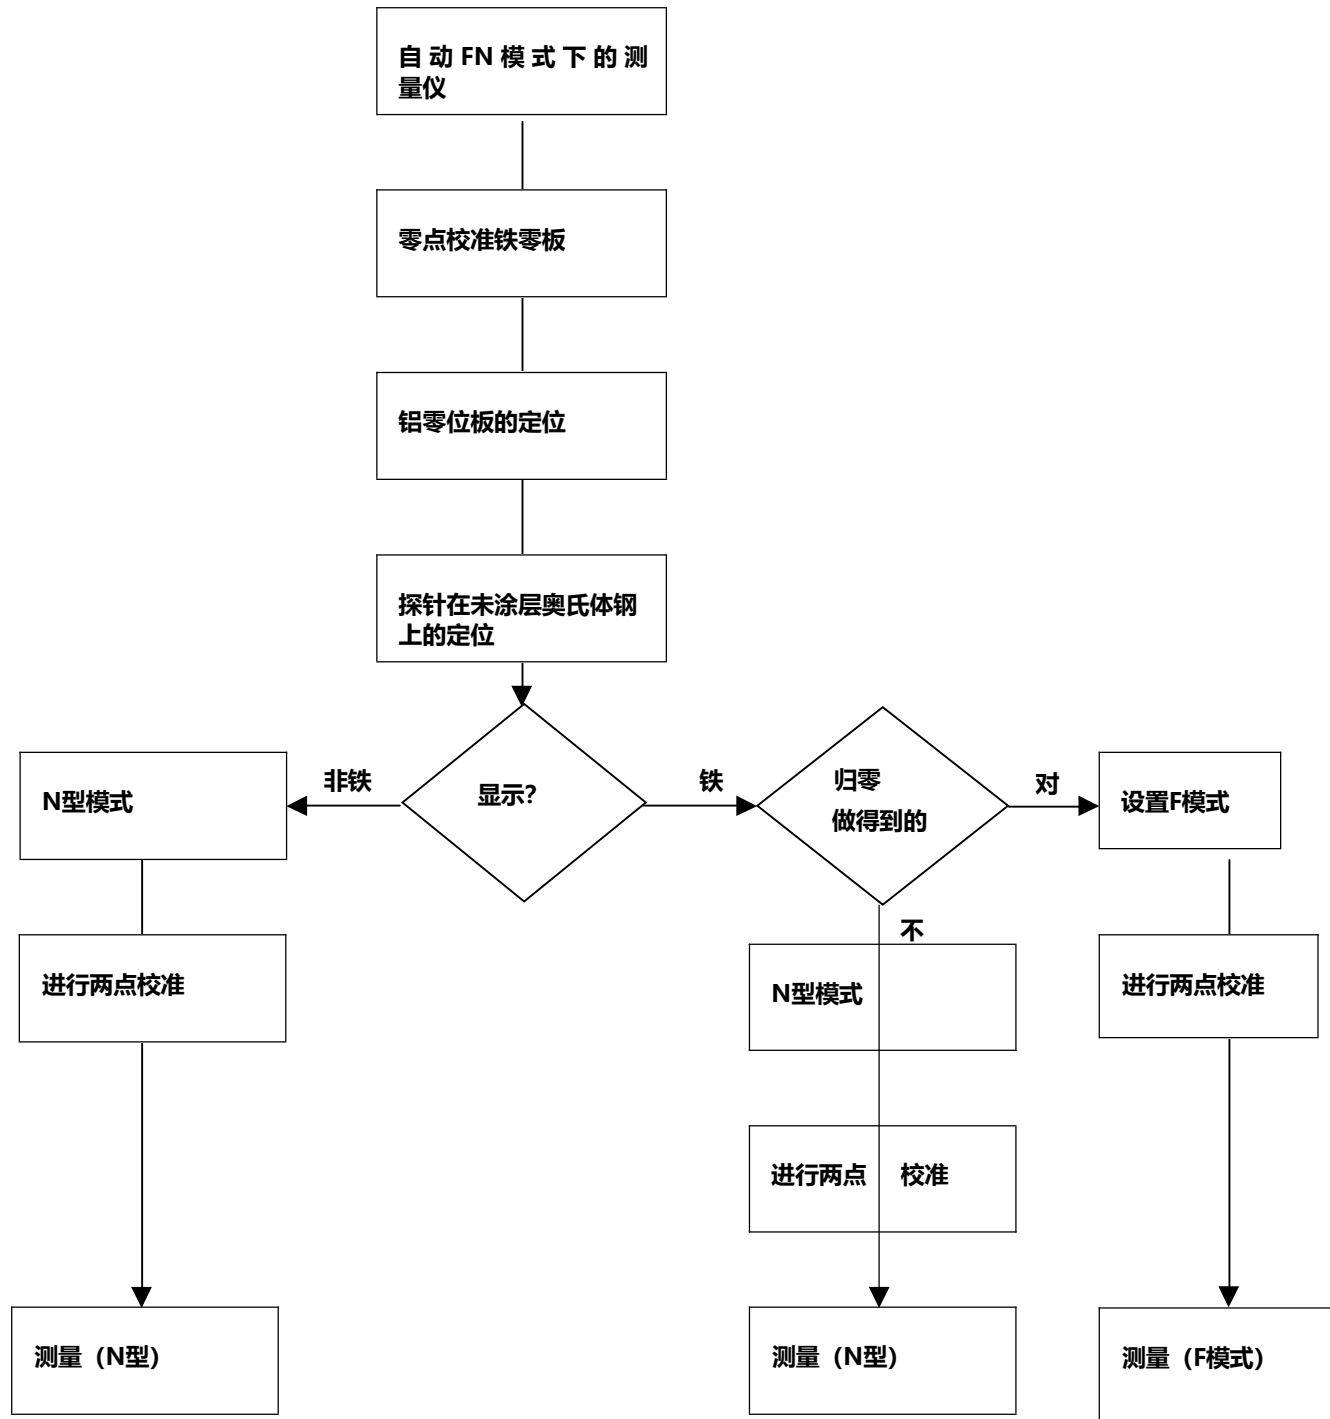 自动FN模式下的测
量仪
零点校准铁零板
铝零位板的定位
探针在未涂层奥氏体钢
上的定位
N型模式
非铁
显示?
铁
归零
做得到的
对
设置F模式
不
进行两点校准
N型模式
进行两点校准
进行两点 校准
测量（N型）
测量（N型）
测量（F模式）